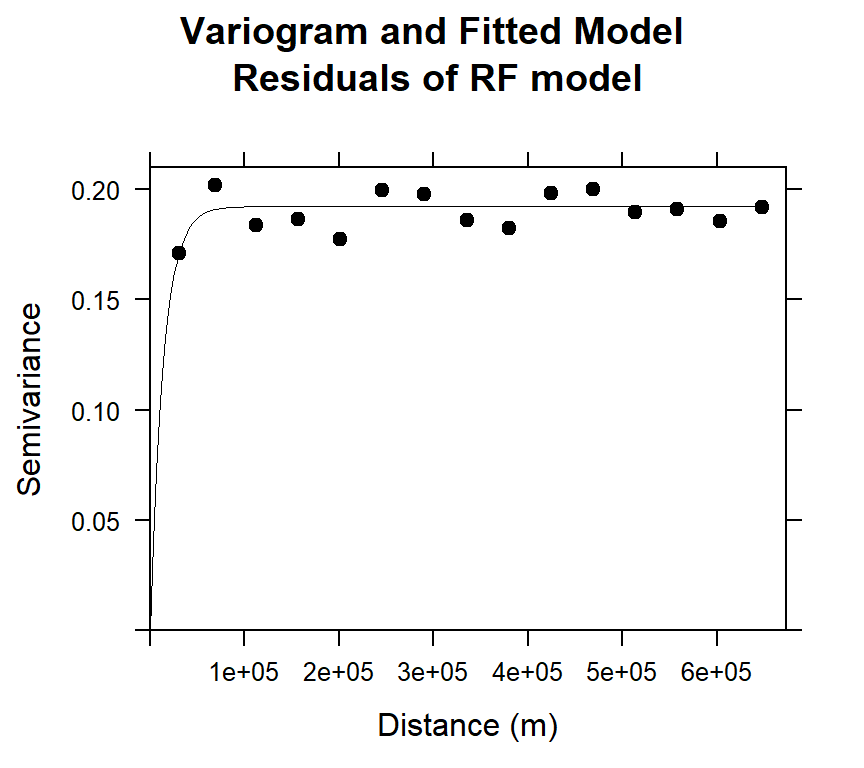 Variogram and Fitted Model
Residuals of RF model
0.20
0.15
0.10
0.05
Semivariance
1e+05 2e+05 3e+05 4e+05 5e+05 6e+05
Distance (m)